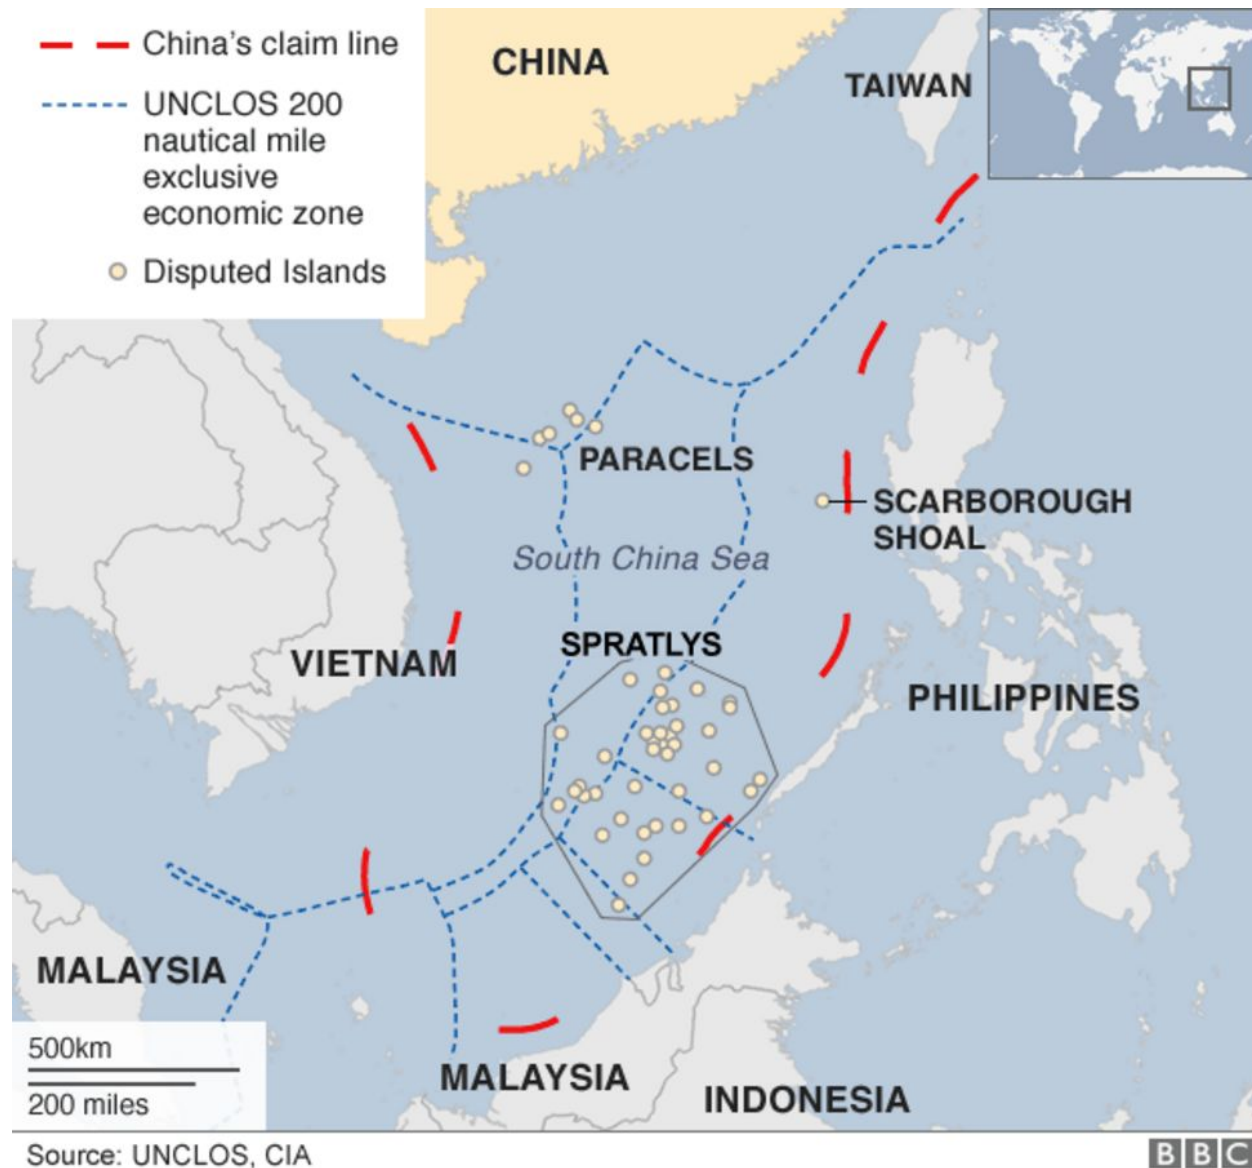 China's claim line
UNCLOS 200
nautical mile
exclusive
economic zone
Disputed Islands
CHINA
TAIWAN
PARACELS
SCARBOROUGH
SHOAL
South China Sea
SPRATLYS
VIETNAM
PHILIPPINES
MALAYSIA
MALAYSIA
INDONESIA
500km
200 miles
Source: UNCLOS, CIA
BBC